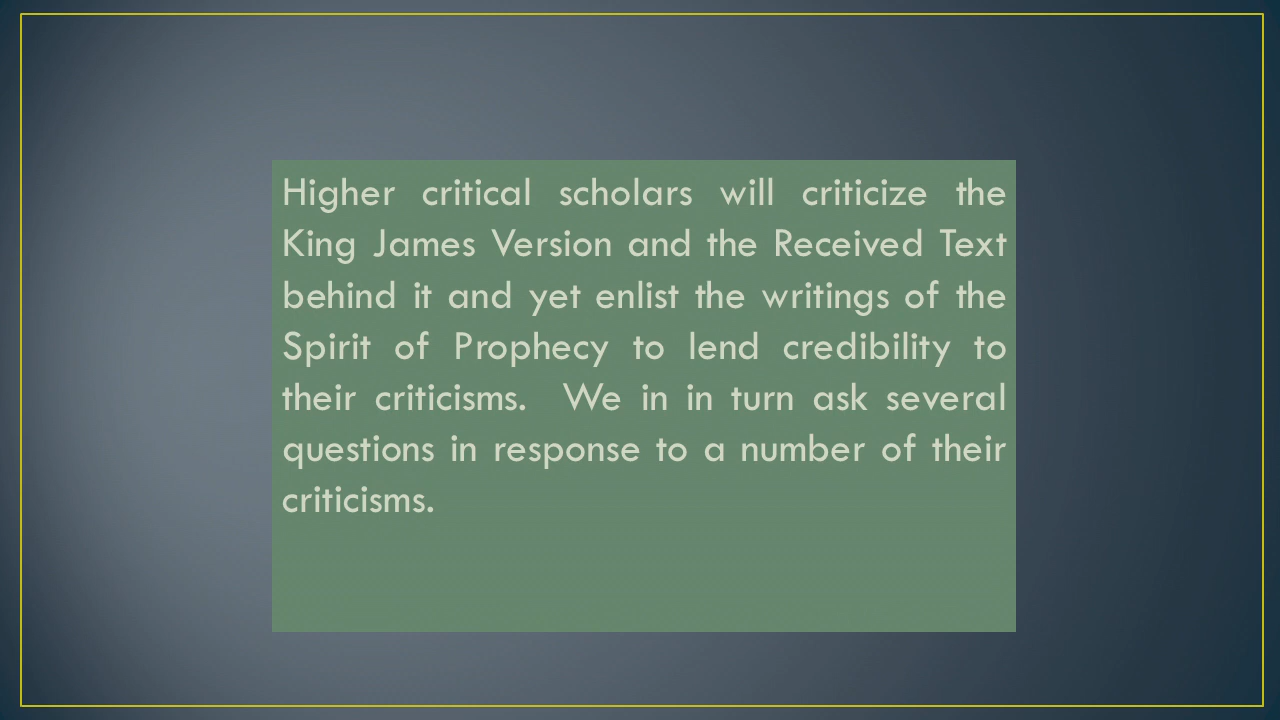 Higher critical scholars will criticize the
King James Version and the Received Text
behind it and yet enlist the writings of the
Spirit of Prophecy to lend credibility to
their criticisms.  We in in turn ask several
questions in response to a number of their
criticisms.